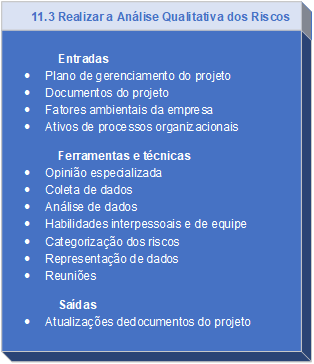 11.3 Realizar a Análise Qualitativa dos Riscos
Entradas
• Plano de gerenciamento do projeto
• Documentos do projeto
• Fatores ambientais da empresa
• Ativos de processos organizacionais
Ferramentas e técnicas
• Opinião especializada
• Coleta de dados
• Análise de dados
• Habilidades interpessoais e de equipe
• Categorização dos riscos
• Representação de dados
• Reuniões
Saídas
• Atualizações dedocumentos do projeto